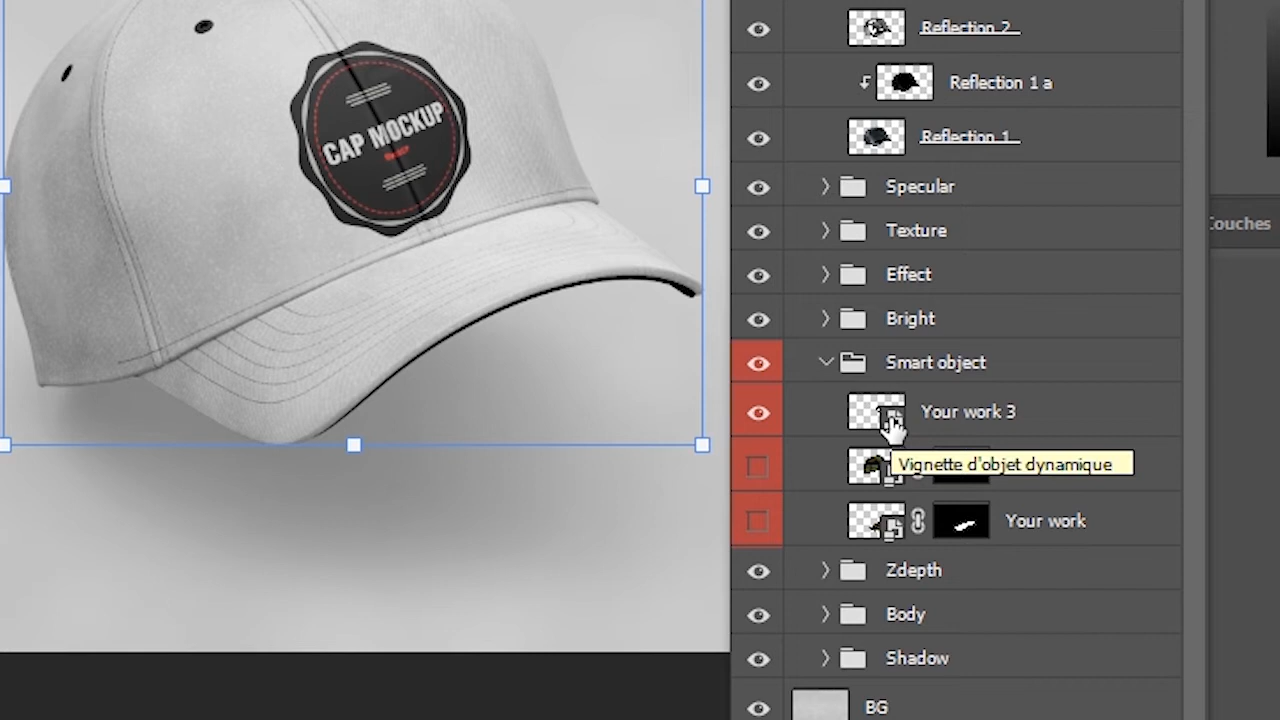 CAP MOCKUP
Reflection 2
Reflection 1 a
Reflection 1
Specular
Texture
Effect
Bright
Smart object
Your work 3
Vignette d'objet dynamique
Your work
Zdepth
Body
Shadow
BG
Couches